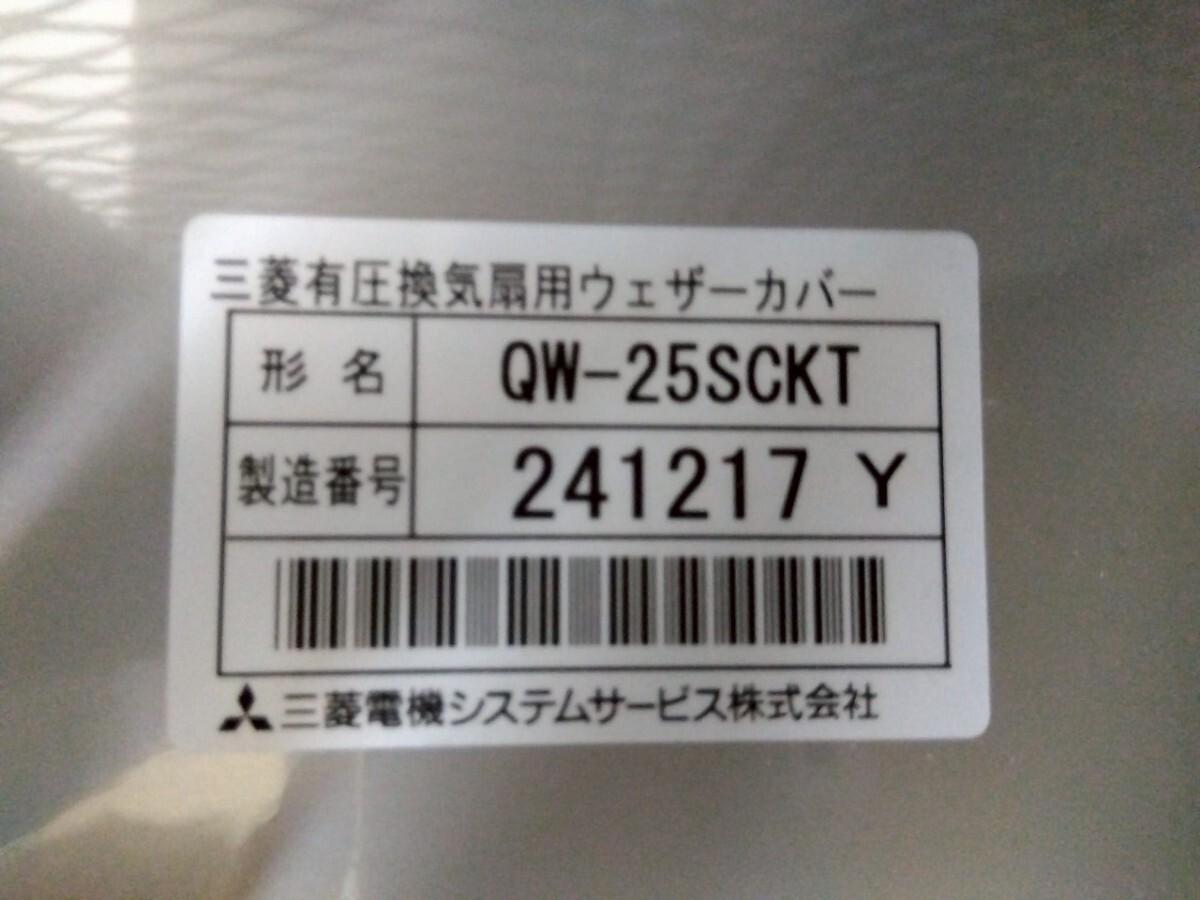 三菱有圧換気扇用ウェザーカバー
形名 QW-25SCKT
製造番号 241217 Y
三菱電機システムサービス株式会社